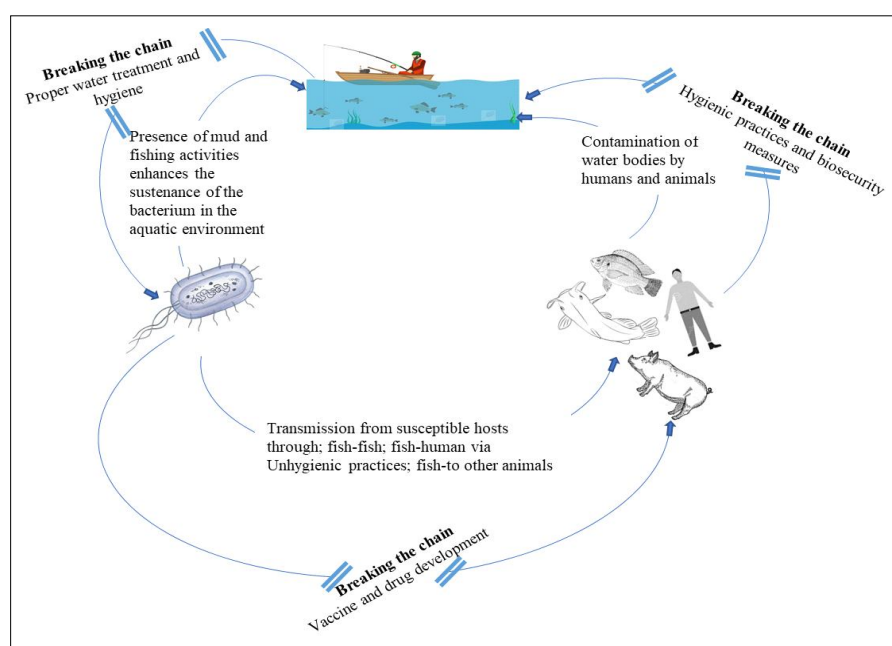 Breaking the chain
Proper water treatment and
hygiene
Presence of mud and
fishing activities
enhances the
sustenance of the
bacterium in the
aquatic environment
Contamination of
water bodies by
humans and animals
Breaking the chain
Hygienic practices and biosecurity
measures
Transmission from susceptible hosts
through; fish-fish; fish-human via
Unhygienic practices; fish-to other animals
Breaking the chain
Vaccine and drug development